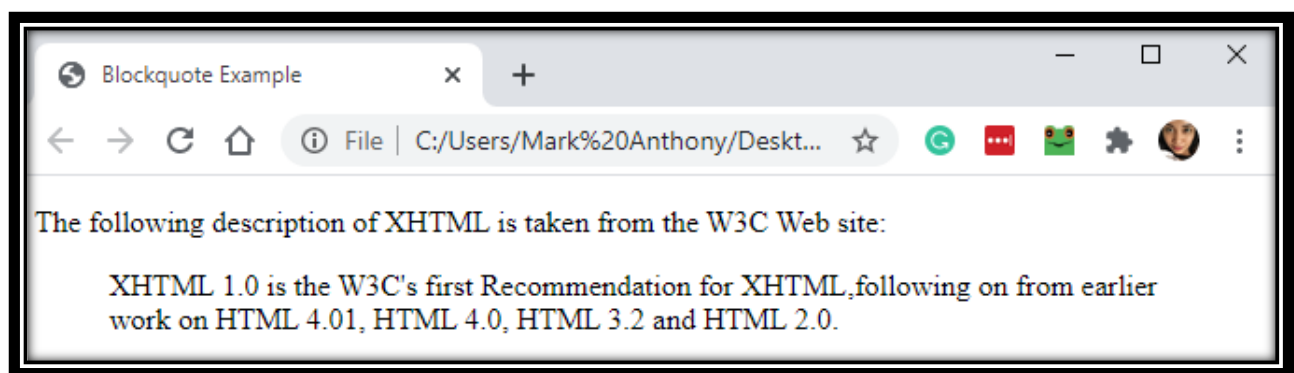 Blockquote Example
File | C:/Users/Mark%20Anthony/Deskt...
The following description of XHTML is taken from the W3C Web site:
XHTML 1.0 is the W3C's first Recommendation for XHTML,following on from earlier
work on HTML 4.01, HTML 4.0, HTML 3.2 and HTML 2.0.